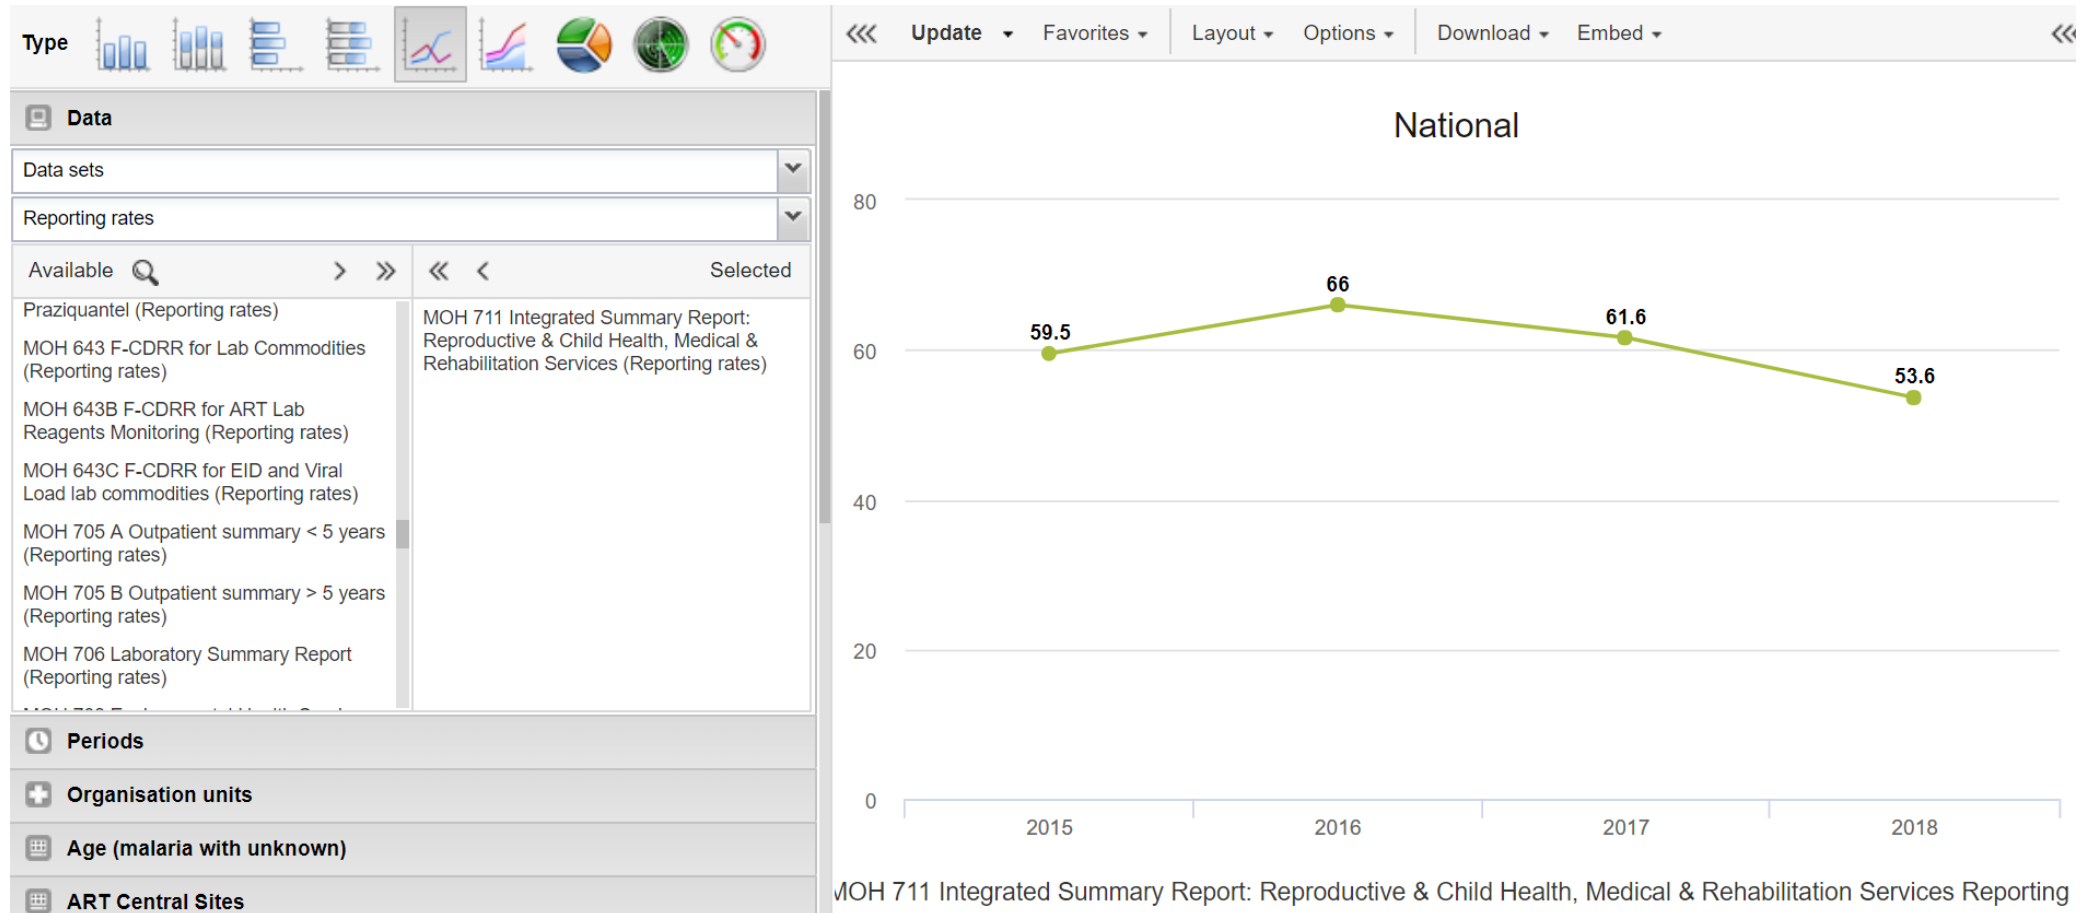 Type
Update
Favorites
Layout
Options
Download
Embed
Data
Data sets
Reporting rates
Available
Selected
Praziquantel (Reporting rates)
MOH 643 F-CDRR for Lab Commodities
(Reporting rates)
MOH 643B F-CDRR for ART Lab
Reagents Monitoring (Reporting rates)
MOH 643C F-CDRR for EID and Viral
Load lab commodities (Reporting rates)
MOH 705 A Outpatient summary < 5 years
(Reporting rates)
MOH 705 B Outpatient summary > 5 years
(Reporting rates)
MOH 706 Laboratory Summary Report
(Reporting rates)
MOH 711 Integrated Summary Report:
Reproductive & Child Health, Medical &
Rehabilitation Services (Reporting rates)
Periods
Organisation units
Age (malaria with unknown)
ART Central Sites
National
80
60
40
20
0
59.5
66
61.6
53.6
2015
2016
2017
2018
MOH 711 Integrated Summary Report: Reproductive & Child Health, Medical & Rehabilitation Services Reporting